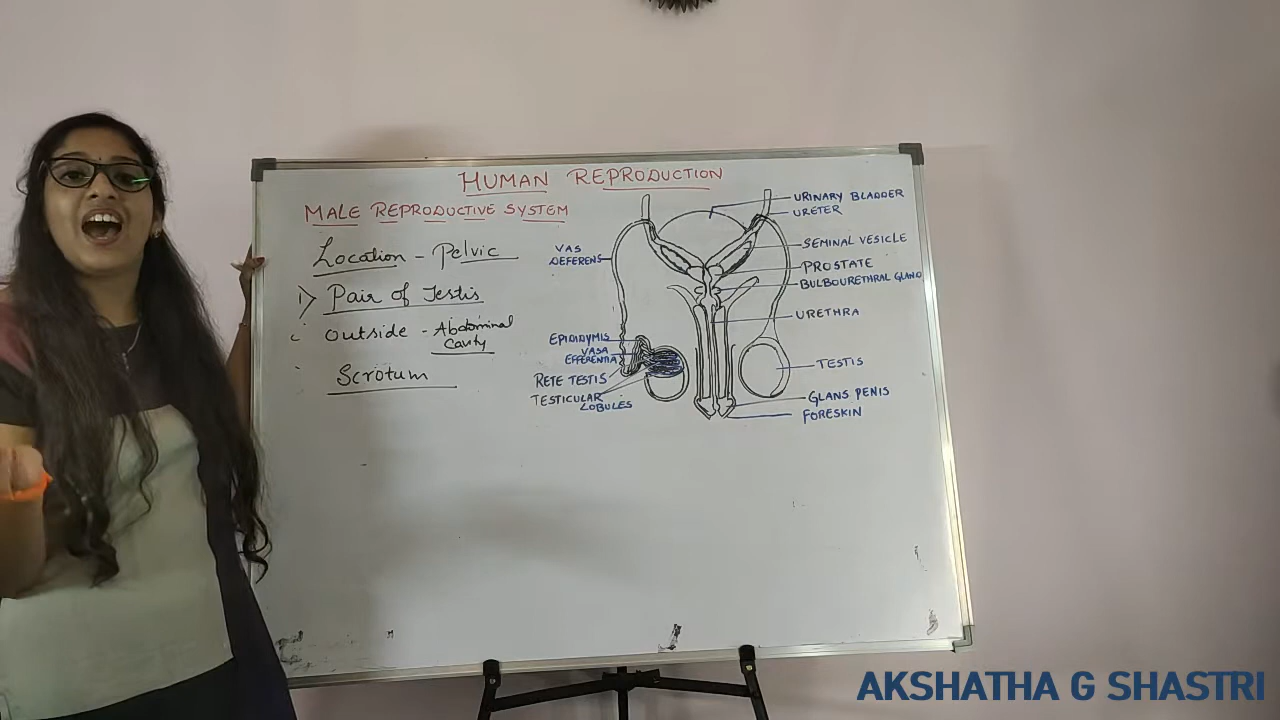 HUMAN REPRODUCTION
MALE REPRODUCTIVE SYSTEM
Location - Pelvic
1) Pair of Testis
outside - Abdominal
Cavity
Scrotum
VAS
DEFERENS
EPIDIDYMIS
VASA
EFFERENTIA
RETE TESTIS
TESTICULAR
LOBULES
URINARY BLADDER
URETER
SEMINAL VESICLE
PROSTATE
BULBOURETHRAL GLAND
URETHRA
TESTIS
GLANS PENIS
FORESKIN
AKSHATHA G SHASTRI